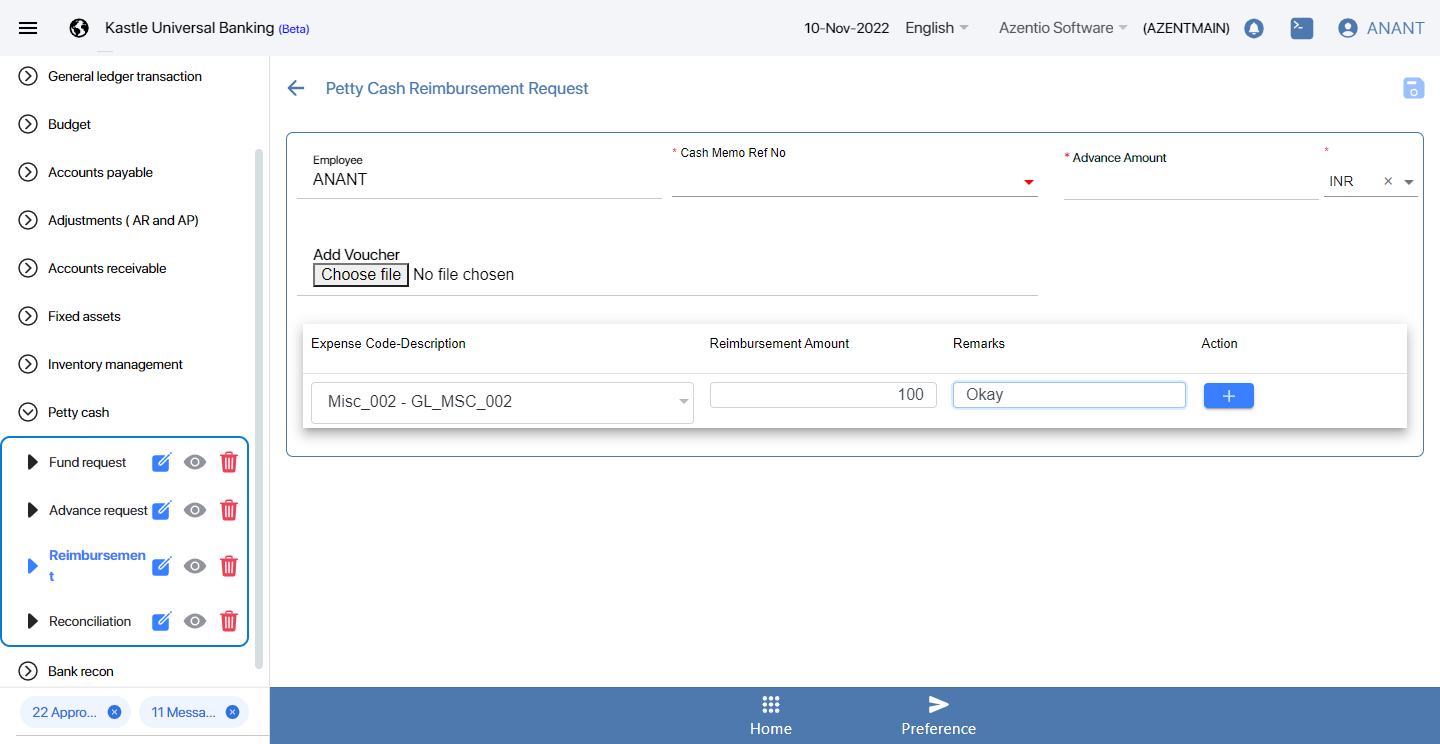 Kastle Universal Banking (Beta)
10-Nov-2022 English Azentio Software (AZENTMAIN) ANANT
General ledger transaction
Budget
Accounts payable
Adjustments ( AR and AP)
Accounts receivable
Fixed assets
Inventory management
Petty cash
Fund request
Advance request
Reimbursemen
t
Reconciliation
Bank recon
22 Appro...
11 Messa...
Petty Cash Reimbursement Request
Employee
ANANT
* Cash Memo Ref No
* Advance Amount
*
INR
Add Voucher
Choose file No file chosen
Expense Code-Description Reimbursement Amount Remarks Action
Misc_002 - GL_MSC_002 100 Okay
Home
Preference